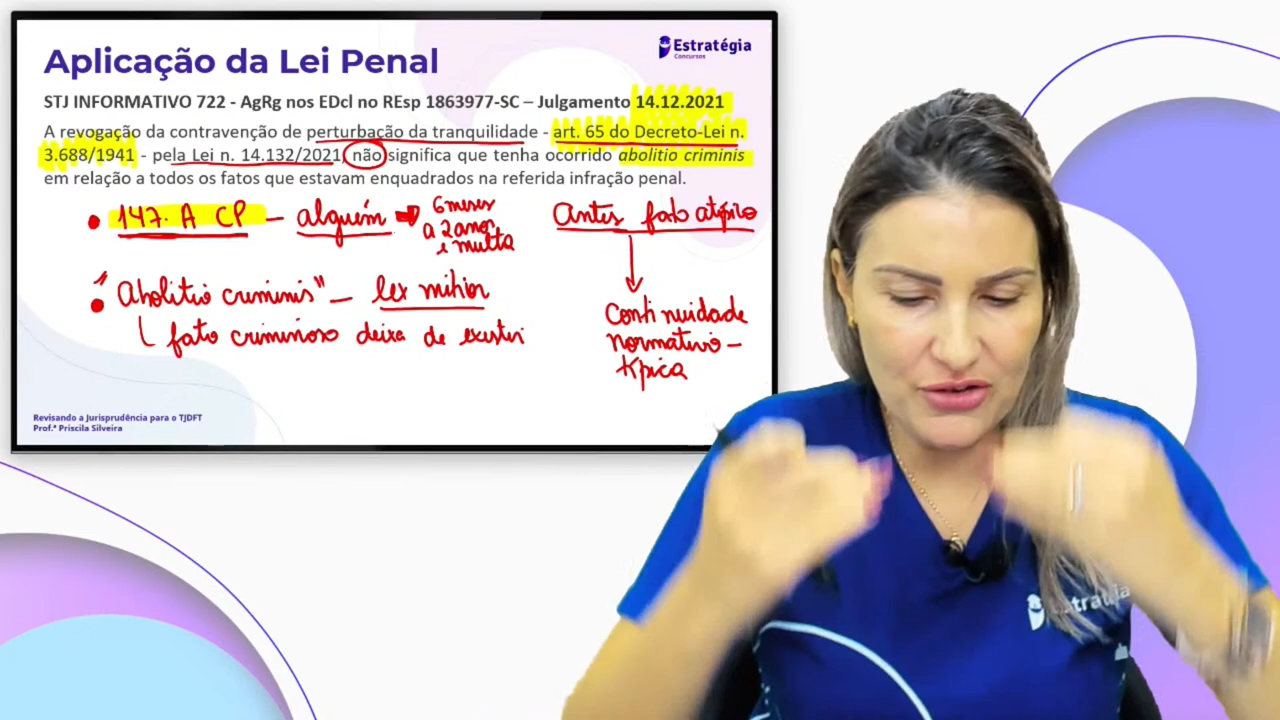 Aplicação da Lei Penal
Estratégia
Concursos
STJ INFORMATIVO 722 - AgRg nos EDcl no REsp 1863977-SC – Julgamento 14.12.2021
A revogação da contravenção de perturbação da tranquilidade - art. 65 do Decreto-Lei n.
3.688/1941 - pela Lei n. 14.132/2021, não significa que tenha ocorrido abolitio criminis
em relação a todos os fatos que estavam enquadrados na referida infração penal.
• 147. A CP – alguém → 6 meses
a 2 anos
e multa
• "Abolitio criminis" – lex mitior
fato criminoso deixa de existir
Antes fato atípico
Continuidade
normativo –
típica
Revisando a Jurisprudência para o TJDFT
Prof.ª Priscila Silveira